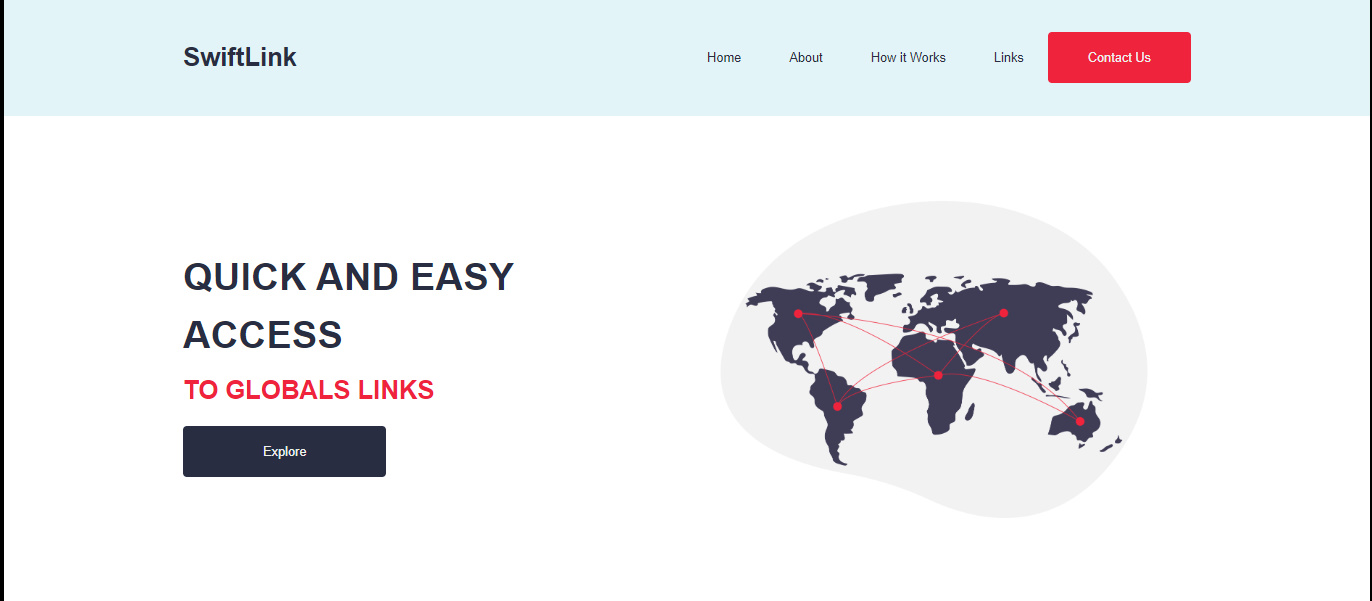 SwiftLink
Home About How it Works Links Contact Us
QUICK AND EASY
ACCESS
TO GLOBALS LINKS
Explore